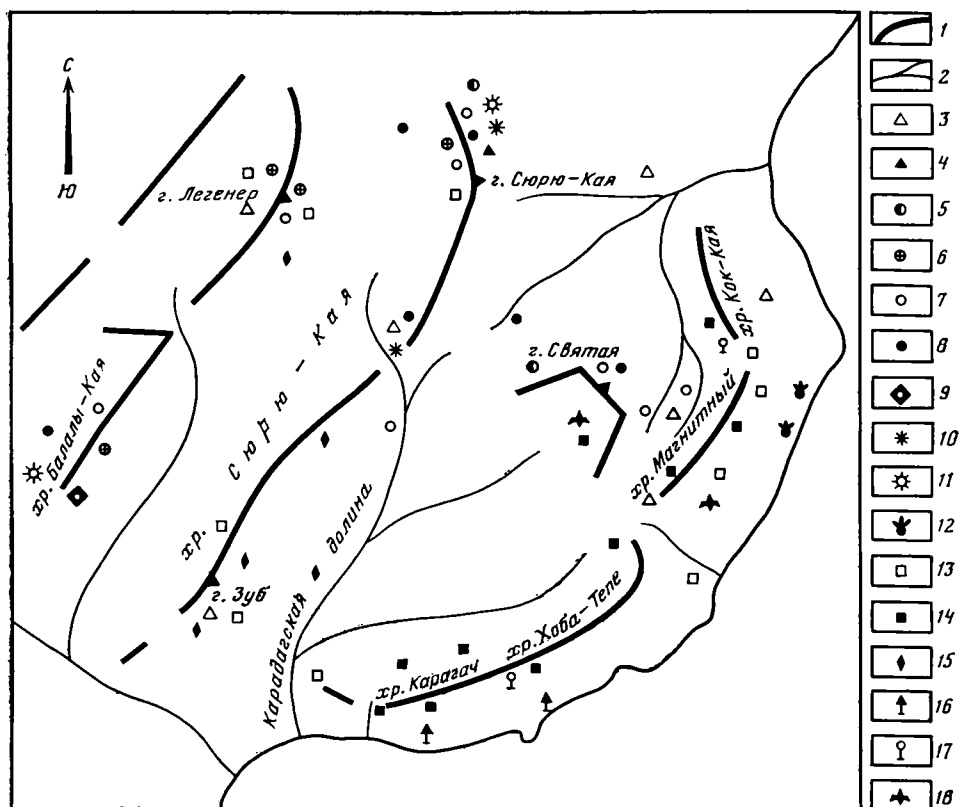 С
Ю
г. Легенер
г. Сюрю-Кая
хр. Кок-Кая
г. Святая
хр. Магнитный
хр. Балалы-Кая
хр. Сюрю-Кая
г. Зуб
Карадагская долина
хр. Карагач
хр. Хоба-Тепе
1
2
3
4
5
6
7
8
9
10
11
12
13
14
15
16
17
18